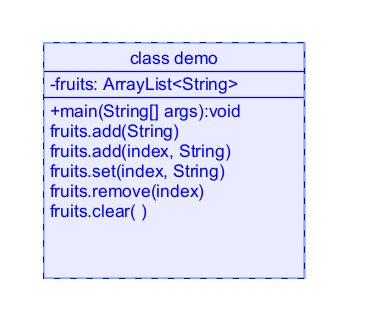 class demo
-fruits: ArrayList<String>
+main(String[] args):void
fruits.add(String)
fruits.add(index, String)
fruits.set(index, String)
fruits.remove(index)
fruits.clear( )